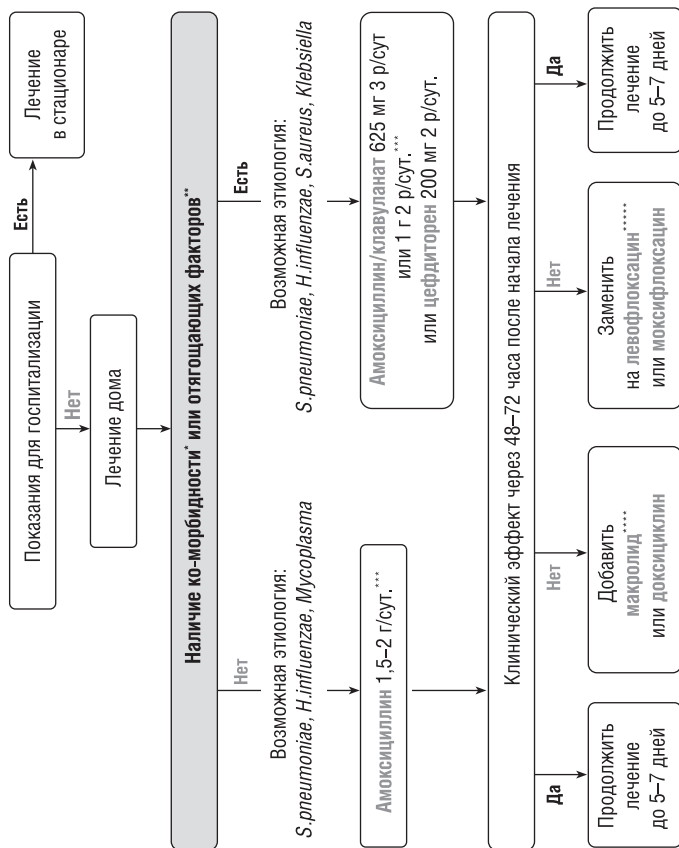 Показания для госпитализации
Есть
Лечение
в стационаре
Нет
Лечение дома
Наличие ко-морбидности* или отягощающих факторов**
Нет
Возможная этиология:
S.pneumoniae, H.influenzae, Mycoplasma
Амоксициллин 1,5–2 г/сут.***
Есть
Возможная этиология:
S.pneumoniae, H.influenzae, S.aureus, Klebsiella
Амоксициллин/клавуланат 625 мг 3 р/сут
или 1 г 2 р/сут.***
или цефдиторен 200 мг 2 р/сут.
Клинический эффект через 48–72 часа после начала лечения
Да
Продолжить
лечение
до 5–7 дней
Нет
Добавить
макролид****
или доксициклин
Нет
Заменить
на левофлоксацин*****
или моксифлоксацин
Да
Продолжить
лечение
до 5–7 дней